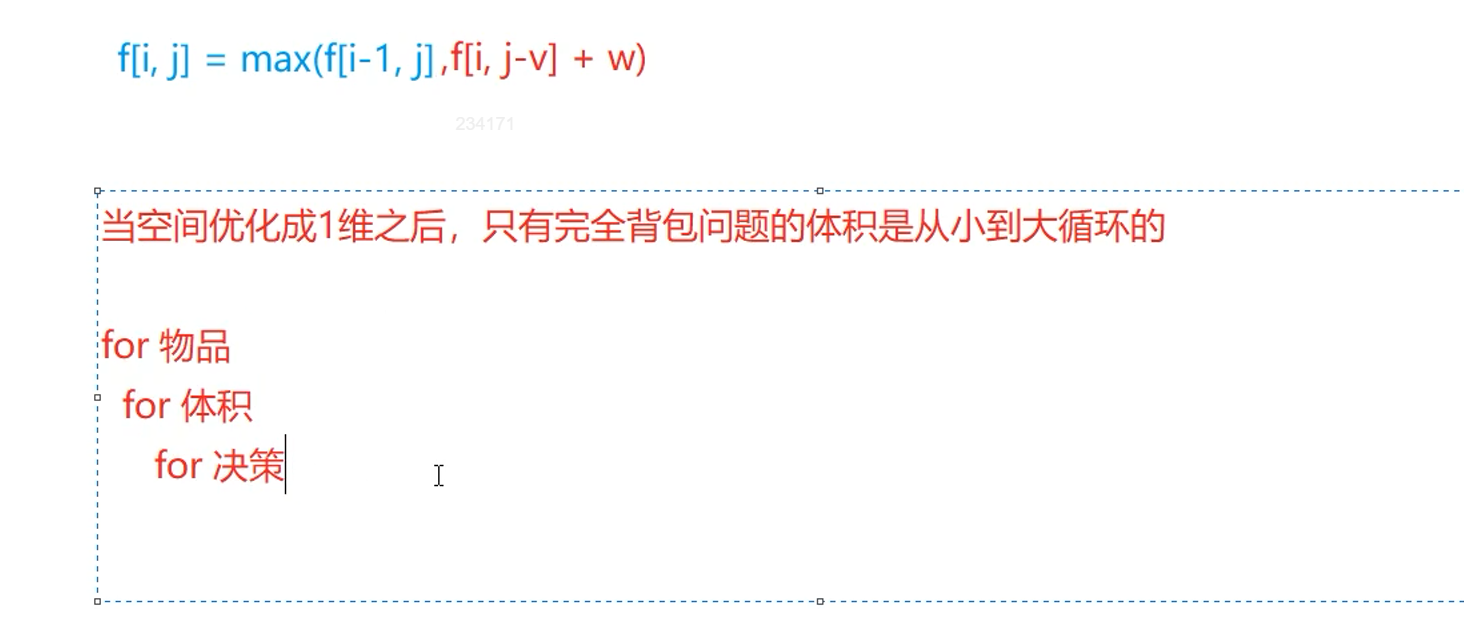 f[i, j] = max(f[i-1, j],f[i, j-v] + w)
234171
当空间优化成1维之后，只有完全背包问题的体积是从小到大循环的
for 物品
for 体积
for 决策